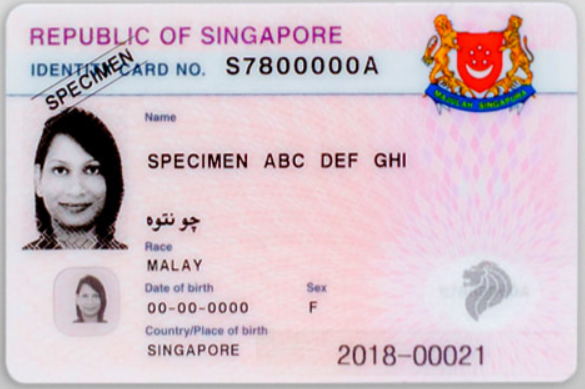 REPUBLIC OF SINGAPORE
IDENTITY CARD NO. S7800000A
SPECIMEN
MAJULAH SINGAPURA
Name
SPECIMEN ABC DEF GHI
چونتوه
Race
MALAY
Date of birth Sex
00-00-0000 F
Country/Place of birth
SINGAPORE
2018-00021